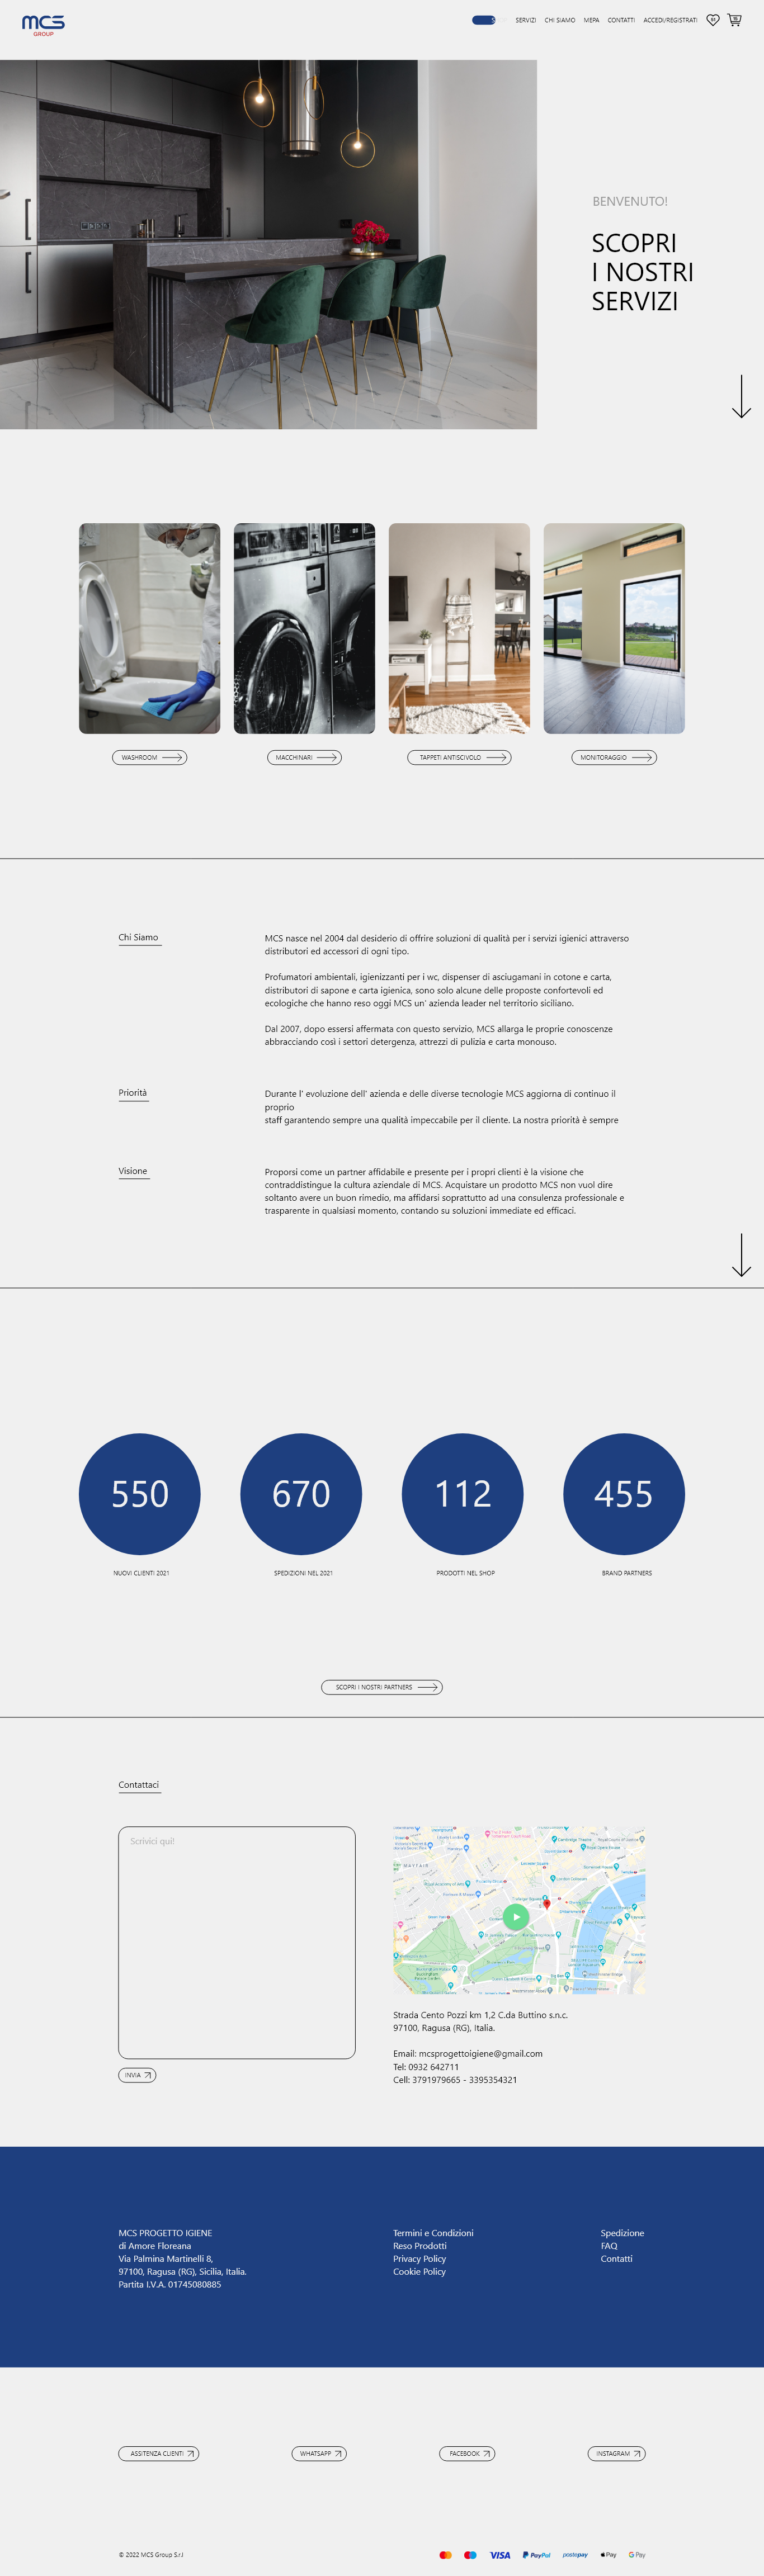 mcs
GROUP
SERVIZI CHI SIAMO MEPA CONTATTI ACCEDI/REGISTRATI
BENVENUTO!
SCOPRI
I NOSTRI
SERVIZI
WASHROOM
MACCHINARI
TAPPETI ANTISCIVOLO
MONITORAGGIO
Chi Siamo
MCS nasce nel 2004 dal desiderio di offrire soluzioni di qualità per i servizi igienici attraverso
distributori ed accessori di ogni tipo.
Profumatori ambientali, igienizzanti per i wc, dispenser di asciugamani in cotone e carta,
distributori di sapone e carta igienica, sono solo alcune delle proposte confortevoli ed
ecologiche che hanno reso oggi MCS un' azienda leader nel territorio siciliano.
Dal 2007, dopo essersi affermata con questo servizio, MCS allarga le proprie conoscenze
abbracciando così i settori detergenza, attrezzi di pulizia e carta monouso.
Priorità
Durante l' evoluzione dell' azienda e delle diverse tecnologie MCS aggiorna di continuo il
proprio
staff garantendo sempre una qualità impeccabile per il cliente. La nostra priorità è sempre
Visione
Proporsi come un partner affidabile e presente per i propri clienti è la visione che
contraddistingue la cultura aziendale di MCS. Acquistare un prodotto MCS non vuol dire
soltanto avere un buon rimedio, ma affidarsi soprattutto ad una consulenza professionale e
trasparente in qualsiasi momento, contando su soluzioni immediate ed efficaci.
550
670
112
455
NUOVI CLIENTI 2021
SPEDIZIONI NEL 2021
PRODOTTI NEL SHOP
BRAND PARTNERS
SCOPRI I NOSTRI PARTNERS
Contattaci
Scrivici qui!
INVIA
MAYFAIR
Strada Cento Pozzi km 1,2 C.da Buttino s.n.c.
97100, Ragusa (RG), Italia.
Email: mcsprogettoigiene@gmail.com
Tel: 0932 642711
Cell: 3791979665 - 3395354321
MCS PROGETTO IGIENE
di Amore Floreana
Via Palmina Martinelli 8,
97100, Ragusa (RG), Sicilia, Italia.
Partita I.V.A. 01745080885
Termini e Condizioni
Reso Prodotti
Privacy Policy
Cookie Policy
Spedizione
FAQ
Contatti
ASSITENZA CLIENTI
WHATSAPP
FACEBOOK
INSTAGRAM
© 2022 MCS Group S.r.l
VISA PayPal postepay Pay G Pay